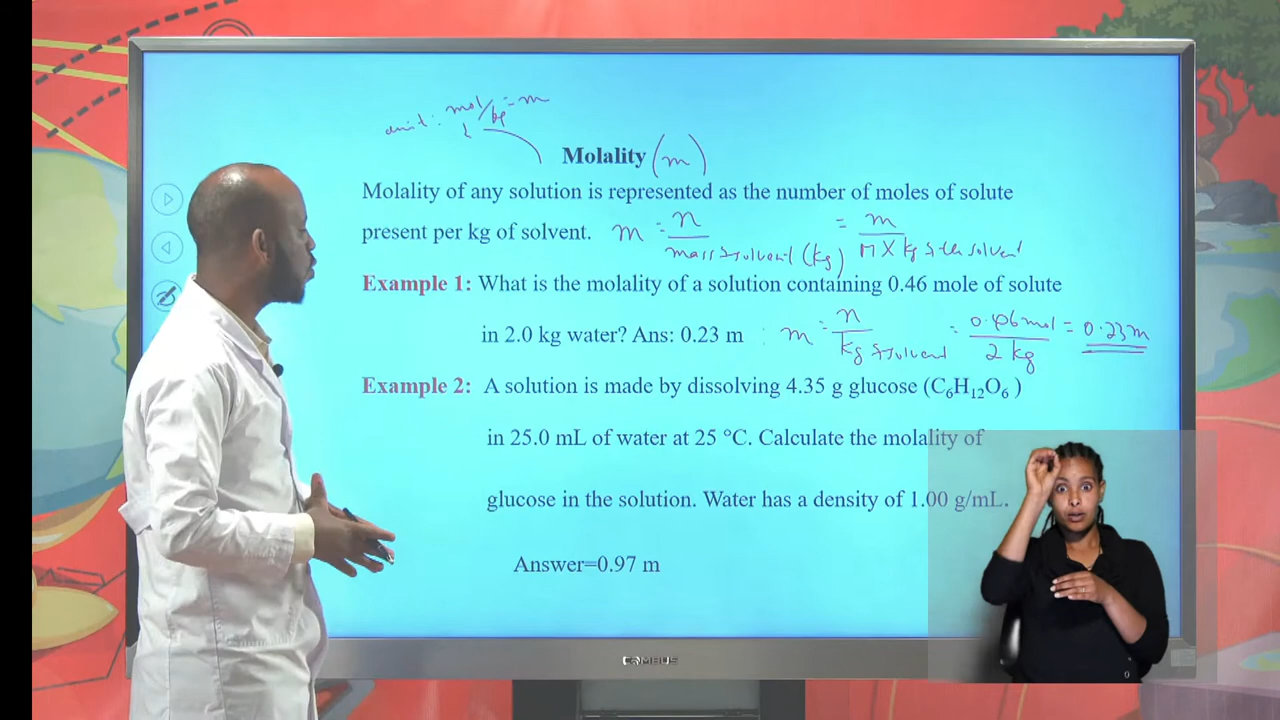 unit: mol/kg = m
Molality (m)
Molality of any solution is represented as the number of moles of solute
present per kg of solvent. m = n / mass solvent (kg) = m / M X kg of the solvent
Example 1: What is the molality of a solution containing 0.46 mole of solute
in 2.0 kg water? Ans: 0.23 m : m = n / kg solvent = 0.46 mol / 2 kg = 0.23 m
Example 2: A solution is made by dissolving 4.35 g glucose (C₆H₁₂O₆ )
in 25.0 mL of water at 25 °C. Calculate the molality of
glucose in the solution. Water has a density of 1.00 g/mL.
Answer=0.97 m
CAMBUS